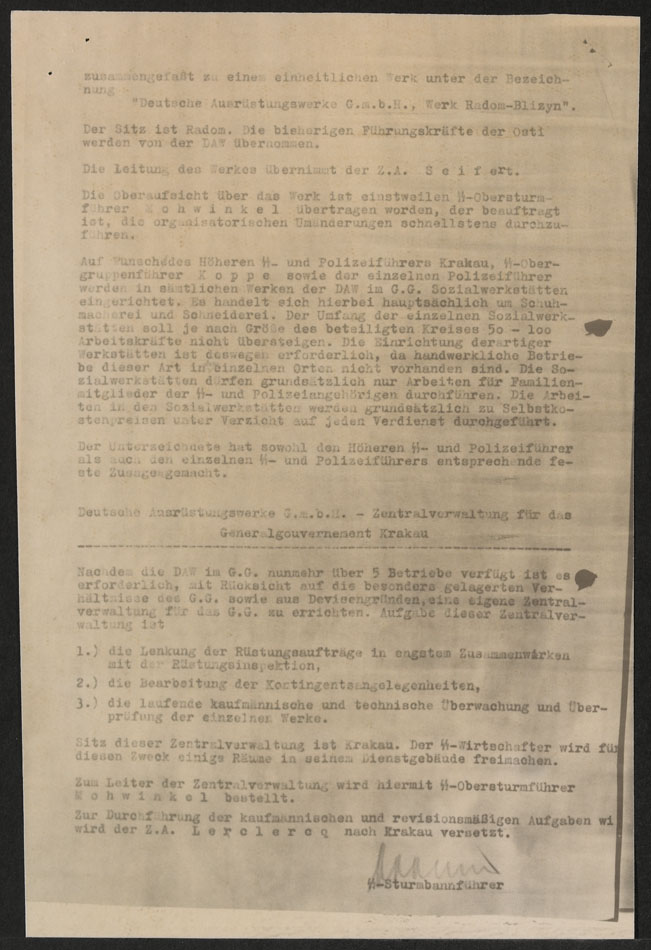 zusammengefaßt zu einem einheitlichen Werk unter der Bezeich-
nung :
"Deutsche Ausrüstungswerke G.m.b.H., Werk Radom-Blizyn".
Der Sitz ist Radom. Die bisherigen Führungskräfte der Osti
werden von der DAW übernommen.
Die Leitung des Werkes übernimmt der Z.A. S e i f ert.
Die Oberaufsicht über das Werk ist einstweilen SS-Obersturm-
führer M o h w i n k e l übertragen worden, der beauftragt
ist, die organisatorischen Umänderungen schnellstens durchzu-
führen.
Auf Wunschdes Höheren SS- und Polizeiführers Krakau, SS-Ober-
gruppenführer K o p p e sowie der einzelnen Polizeiführer
werden in sämtlichen Werken der DAW im G.G. Sozialwerkstätten
eingerichtet. Es handelt sich hierbei hauptsächlich um Schuh-
macherei und Schneiderei. Der Umfang der einzelnen Sozialwerk-
stätten soll je nach Größe des beteiligten Kreises 50 - 100
Arbeitskräfte nicht übersteigen. Die Einrichtung derartiger
Werkstätten ist deswegen erforderlich, da handwerkliche Betrie-
be dieser Art in einzelnen Orten nicht vorhanden sind. Die So-
zialwerkstätten dürfen grundsätzlich nur Arbeiten für Familien-
mitglieder der SS- und Polizeiangehörigen durchführen. Die Arbei-
ten in den Sozialwerkstätten werden grundsätzlich zu Selbstko-
stenpreisen unter Verzicht auf jeden Verdienst durchgeführt.
Der Unterzeichnete hat sowohl den Höheren SS- und Polizeiführer
als auch den einzelnen SS- und Polizeiführers entsprechende fe-
ste Zusagengemacht.
Deutsche Ausrüstungswerke G.m.b.H. - Zentralverwaltung für das
Generalgouvernement Krakau
Nachdem die DAW im G.G. nunmehr über 5 Betriebe verfügt ist es
erforderlich, mit Rücksicht auf die besonders gelagerten Ver-
hältnisse des G.G. sowie aus Devisengründen,eine eigene Zentral-
verwaltung für das G.G. zu errichten. Aufgabe dieser Zentralver-
waltung ist
1.) die Lenkung der Rüstungsaufträge in engstem Zusammenwirken
mit der Rüstungsinspektion,
2.) die Bearbeitung der Kontingentsangelegenheiten,
3.) die laufende kaufmännische und technische Überwachung und Über-
prüfung der einzelnen Werke.
Sitz dieser Zentralverwaltung ist Krakau. Der SS-Wirtschafter wird für
diesen Zweck einige Räume in seinem Dienstgebäude freimachen.
Zum Leiter der Zentralverwaltung wird hiermit SS-Obersturmführer
M o h w i n k e l bestellt.
Zur Durchführung der kaufmännischen und revisionsmäßigen Aufgaben wi
wird der Z.A. L e r c l e r c q nach Krakau versetzt.
SS-Sturmbannführer